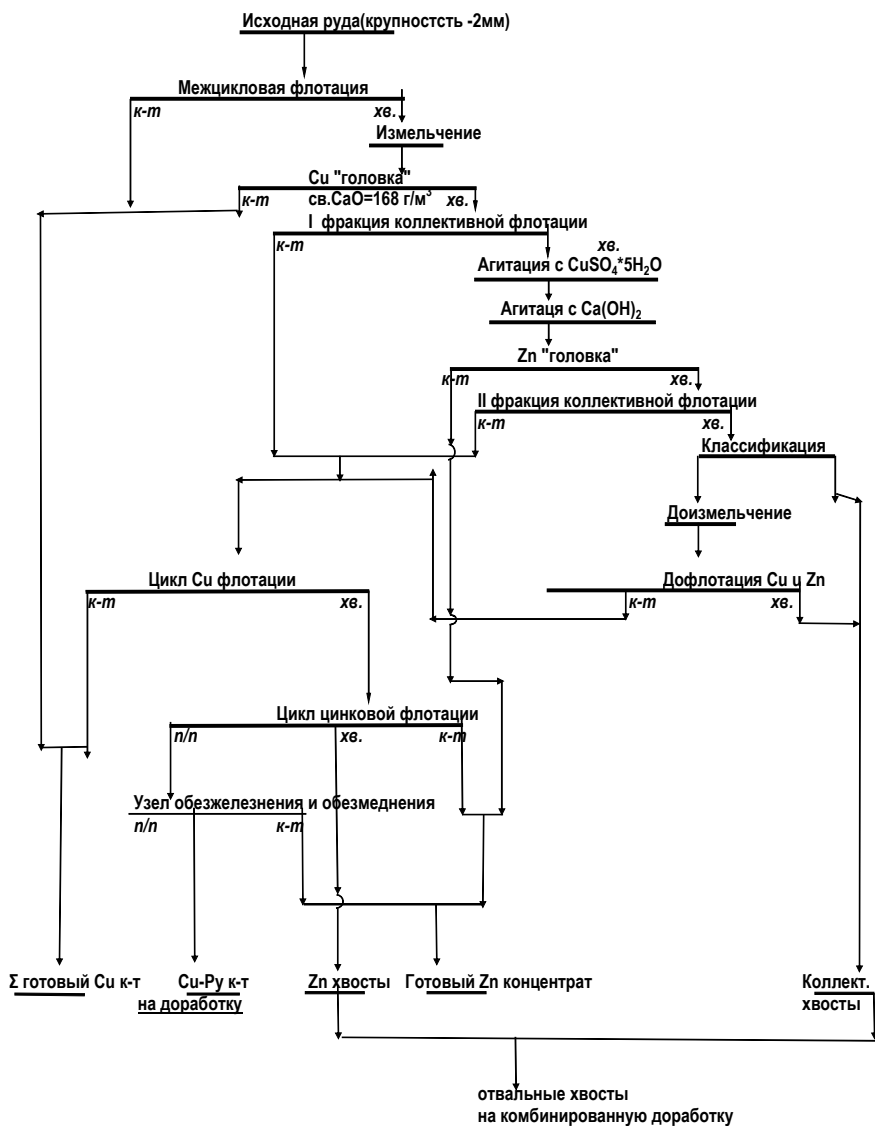 Исходная руда(крупностсть -2мм)
Межцикловая флотация
к-т хв.
Измельчение
Cu "головка"
к-т св.CaO=168 г/м³ хв.
I фракция коллективной флотации
к-т хв.
Агитация с CuSO₄*5H₂O
Агитаця с Ca(OH)₂
Zn "головка"
к-т хв.
II фракция коллективной флотации
к-т хв.
Классификация
Доизмельчение
Цикл Cu флотации
к-т хв.
Дофлотация Cu и Zn
к-т хв.
Цикл цинковой флотации
п/п хв. к-т
Узел обезжелезнения и обезмеднения
п/п к-т
Σ готовый Cu к-т
Cu-Py к-т
на доработку
Zn хвосты
Готовый Zn концентрат
Коллект.
хвосты
отвальные хвосты
на комбинированную доработку